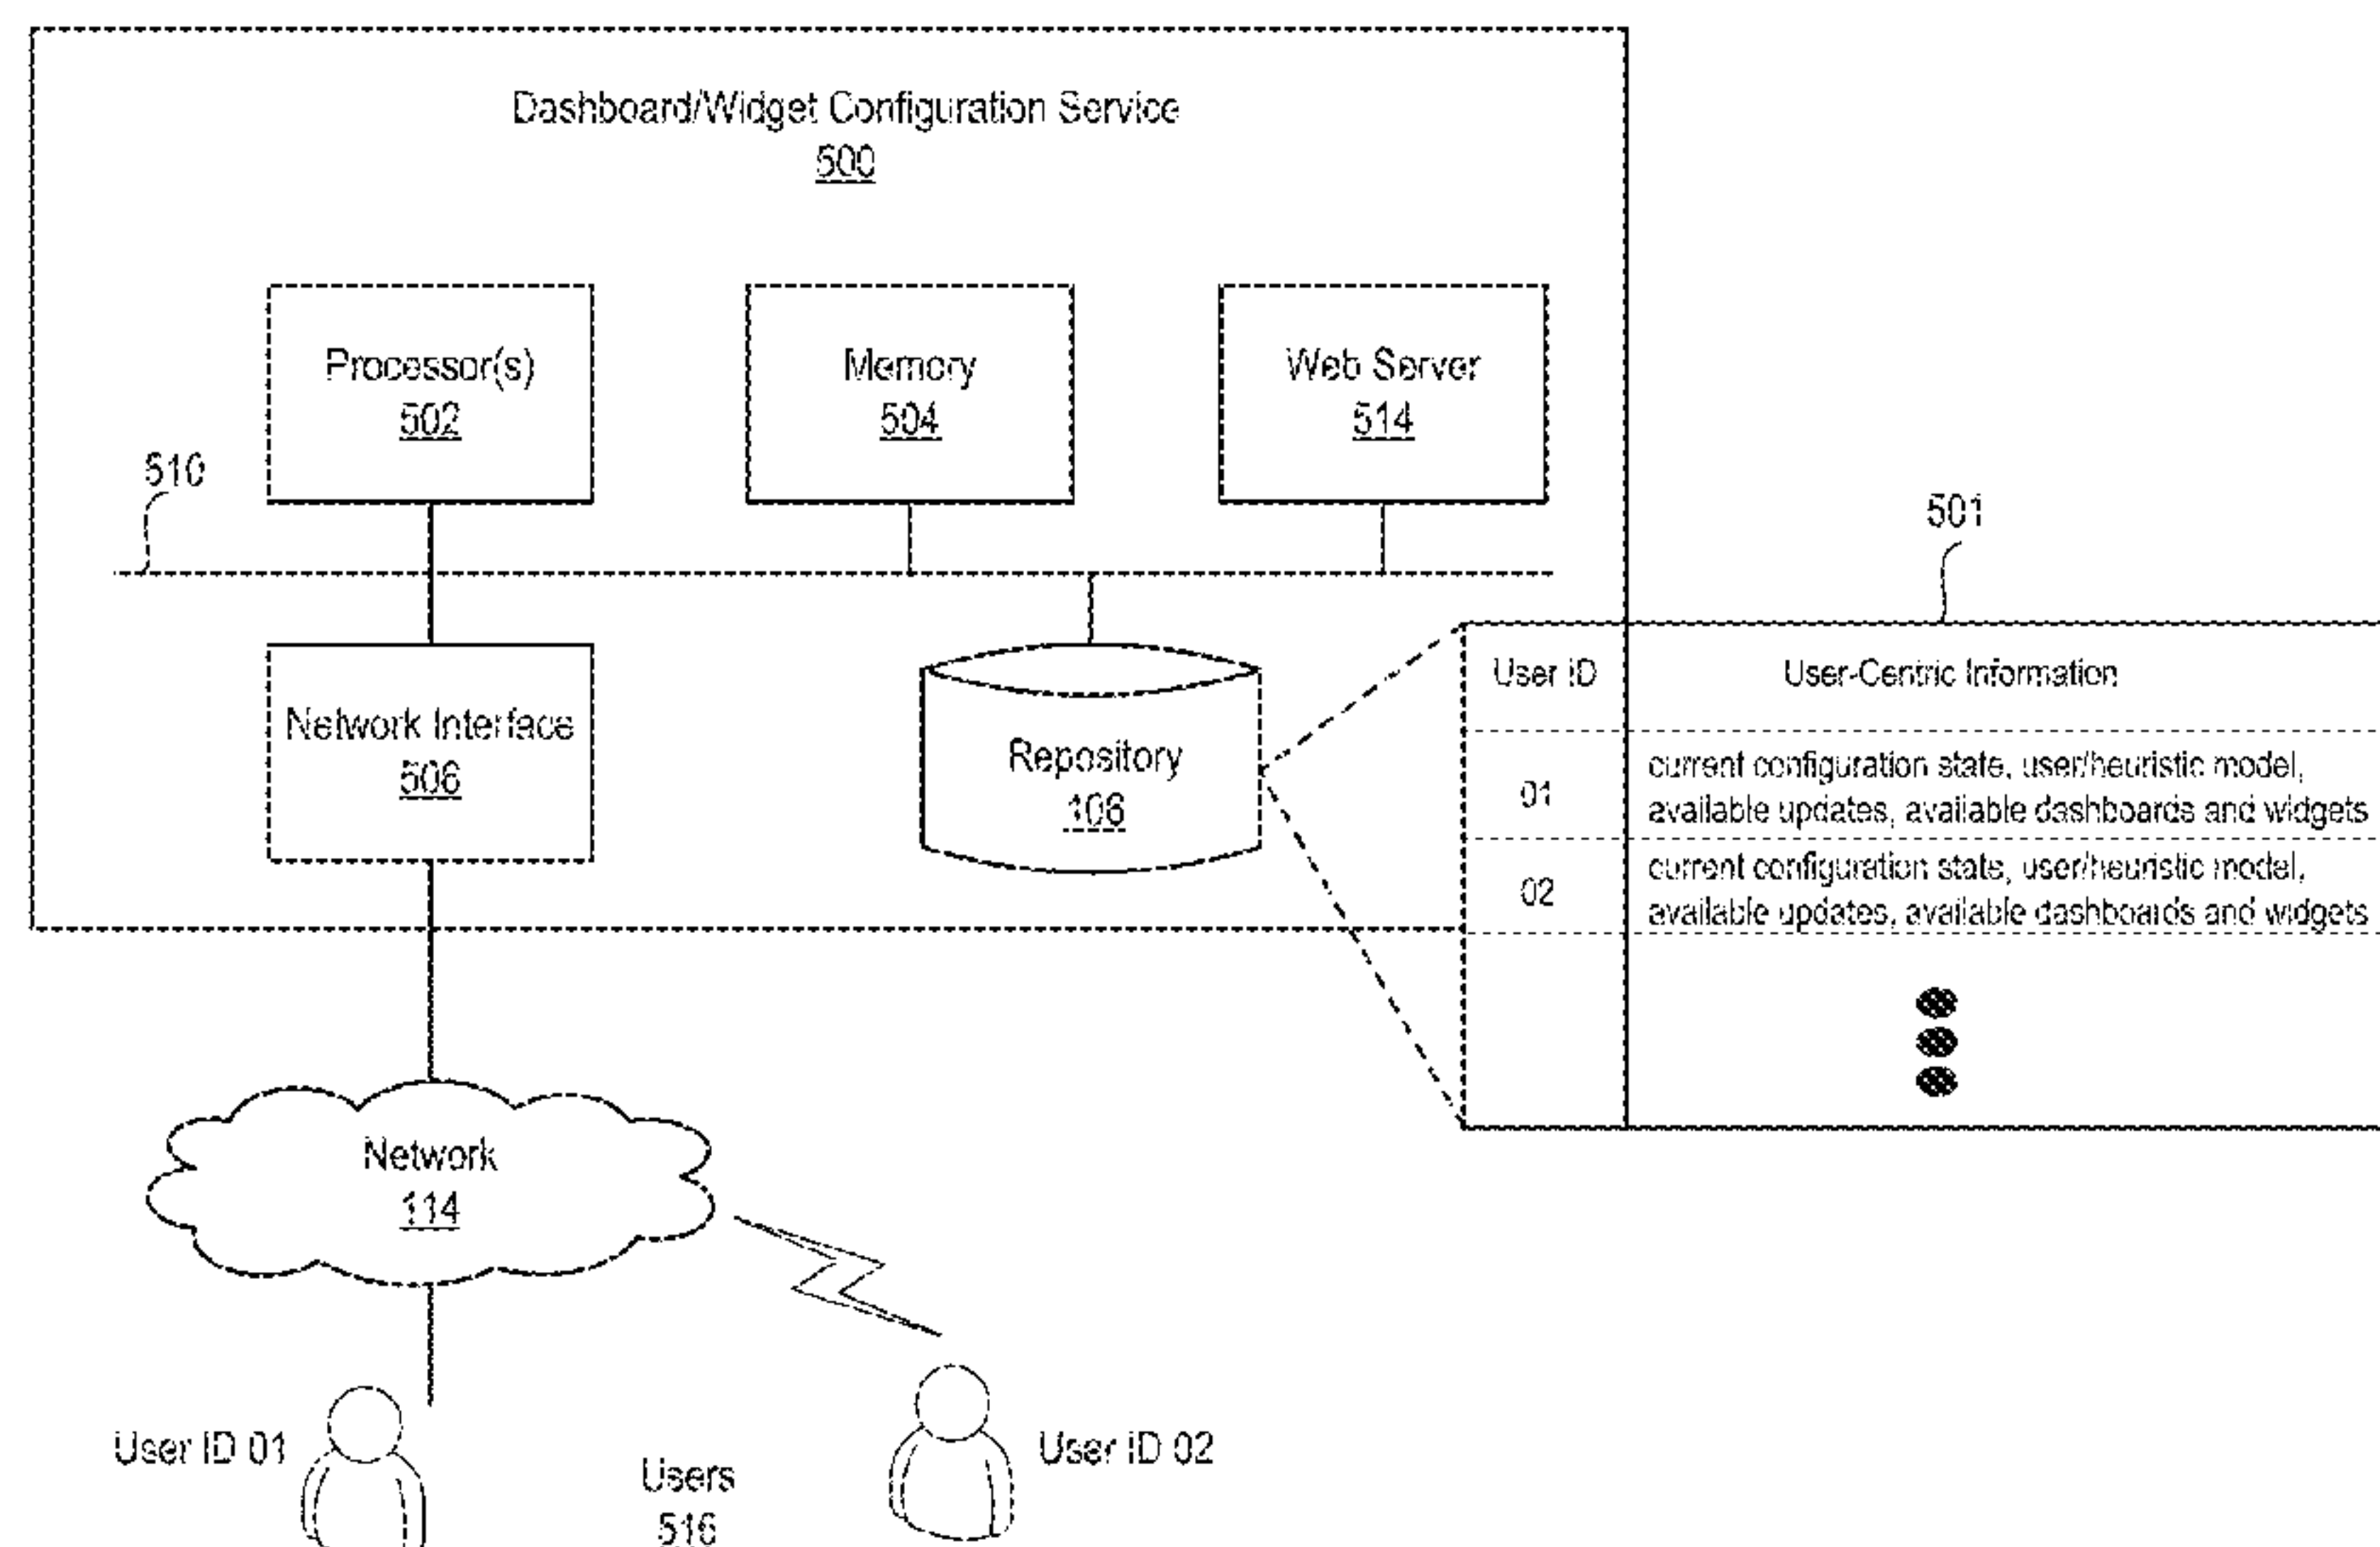 Dashboard/Widget Configuration Service
500
Processor(s)
502
Memory
504
Web Server
514
510
501
Network Interface
506
Repository
106
User ID
User-Centric Information
01
current configuration state, user/heuristic model,
available updates, available dashboards and widgets
02
current configuration state, user/heuristic model,
available updates, available dashboards and widgets
Network
114
User ID 01
Users
516
User ID 02